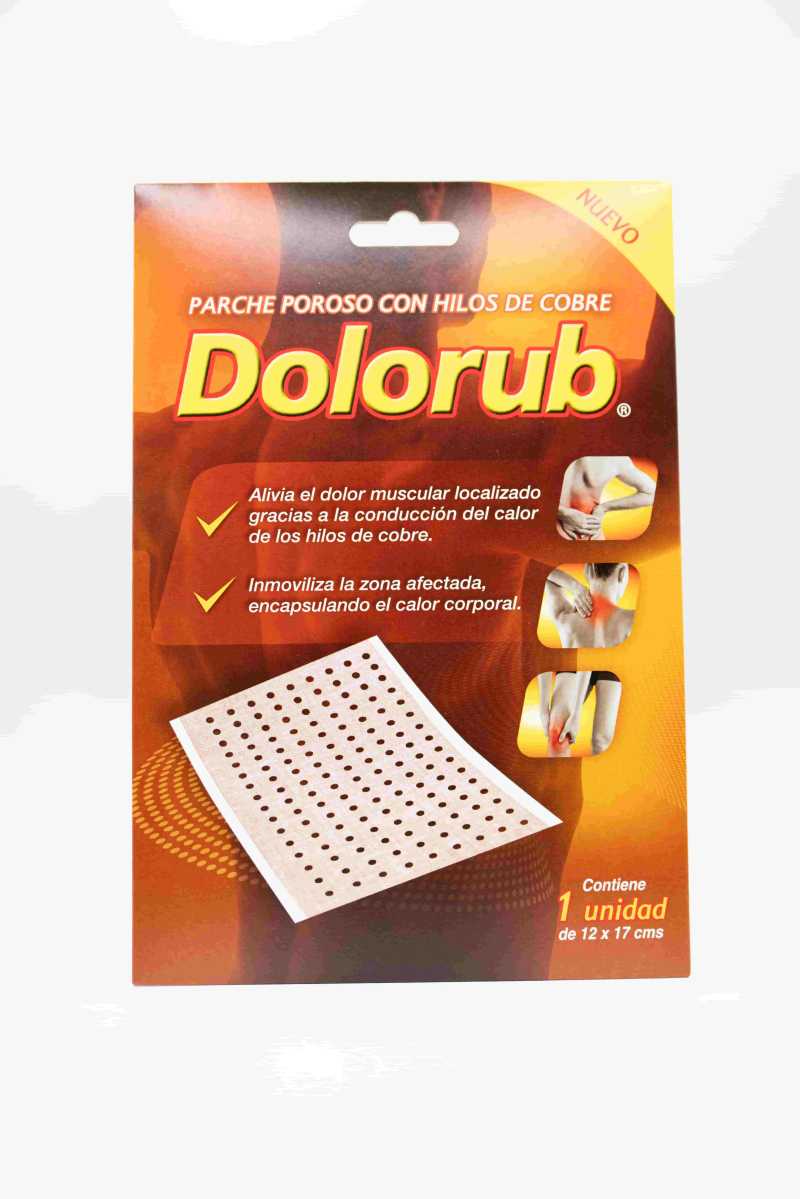 NUEVO
PARCHE POROSO CON HILOS DE COBRE
Dolorub®
Alivia el dolor muscular localizado
gracias a la conducción del calor
de los hilos de cobre.
Inmoviliza la zona afectada,
encapsulando el calor corporal.
Contiene
1 unidad
de 12 x 17 cms